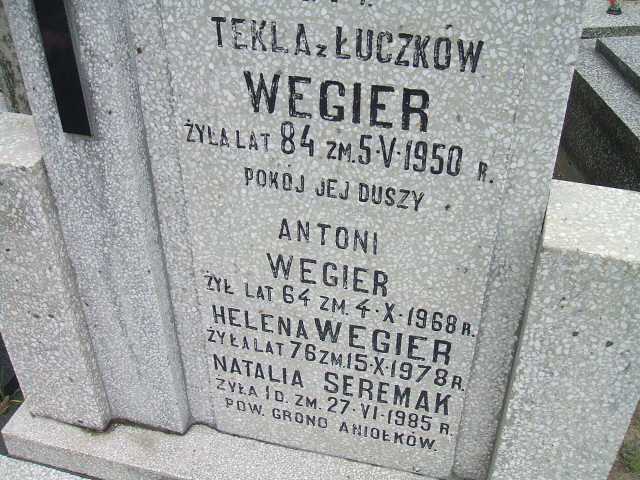 TEKLA z ŁUCZKÓW
WEGIER
ŻYŁA LAT 84 ZM. 5·V·1950 R.
POKÓJ JEJ DUSZY
ANTONI
WEGIER
ŻYŁ LAT 64 ZM. 4·X·1968 R.
HELENA WEGIER
ŻYŁA LAT 76 ZM. 15·X·1978 R.
NATALIA SEREMAK
ŻYŁA 1 D. ZM. 27·VI·1985 R.
POW. GRONO ANIOŁKÓW.